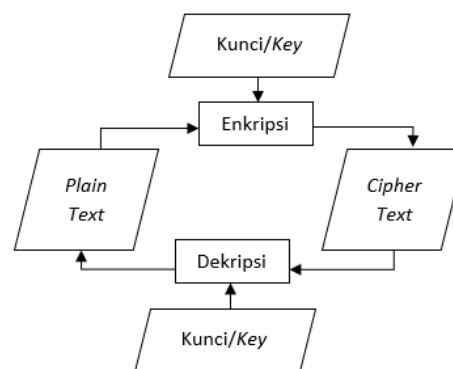 Kunci/Key
Enkripsi
Plain
Text
Cipher
Text
Dekripsi
Kunci/Key